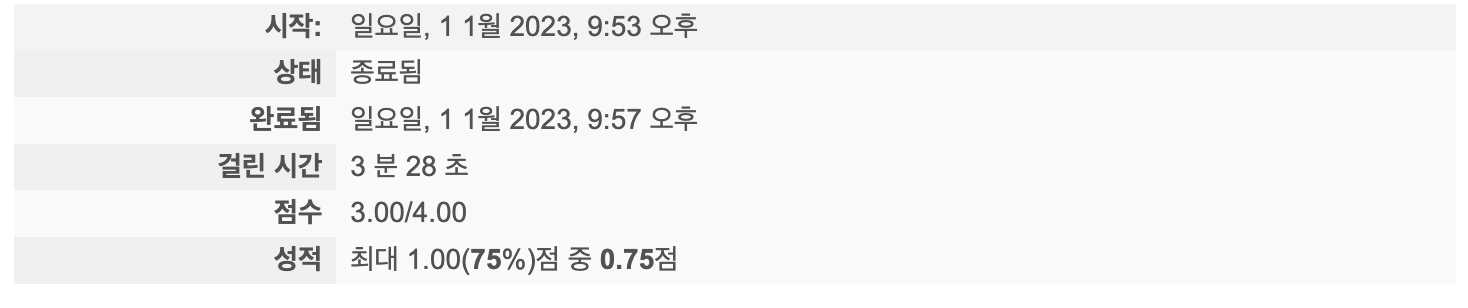 시작: 일요일, 1 1월 2023, 9:53 오후
상태 종료됨
완료됨 일요일, 1 1월 2023, 9:57 오후
걸린 시간 3 분 28 초
점수 3.00/4.00
성적 최대 1.00(75%)점 중 0.75점